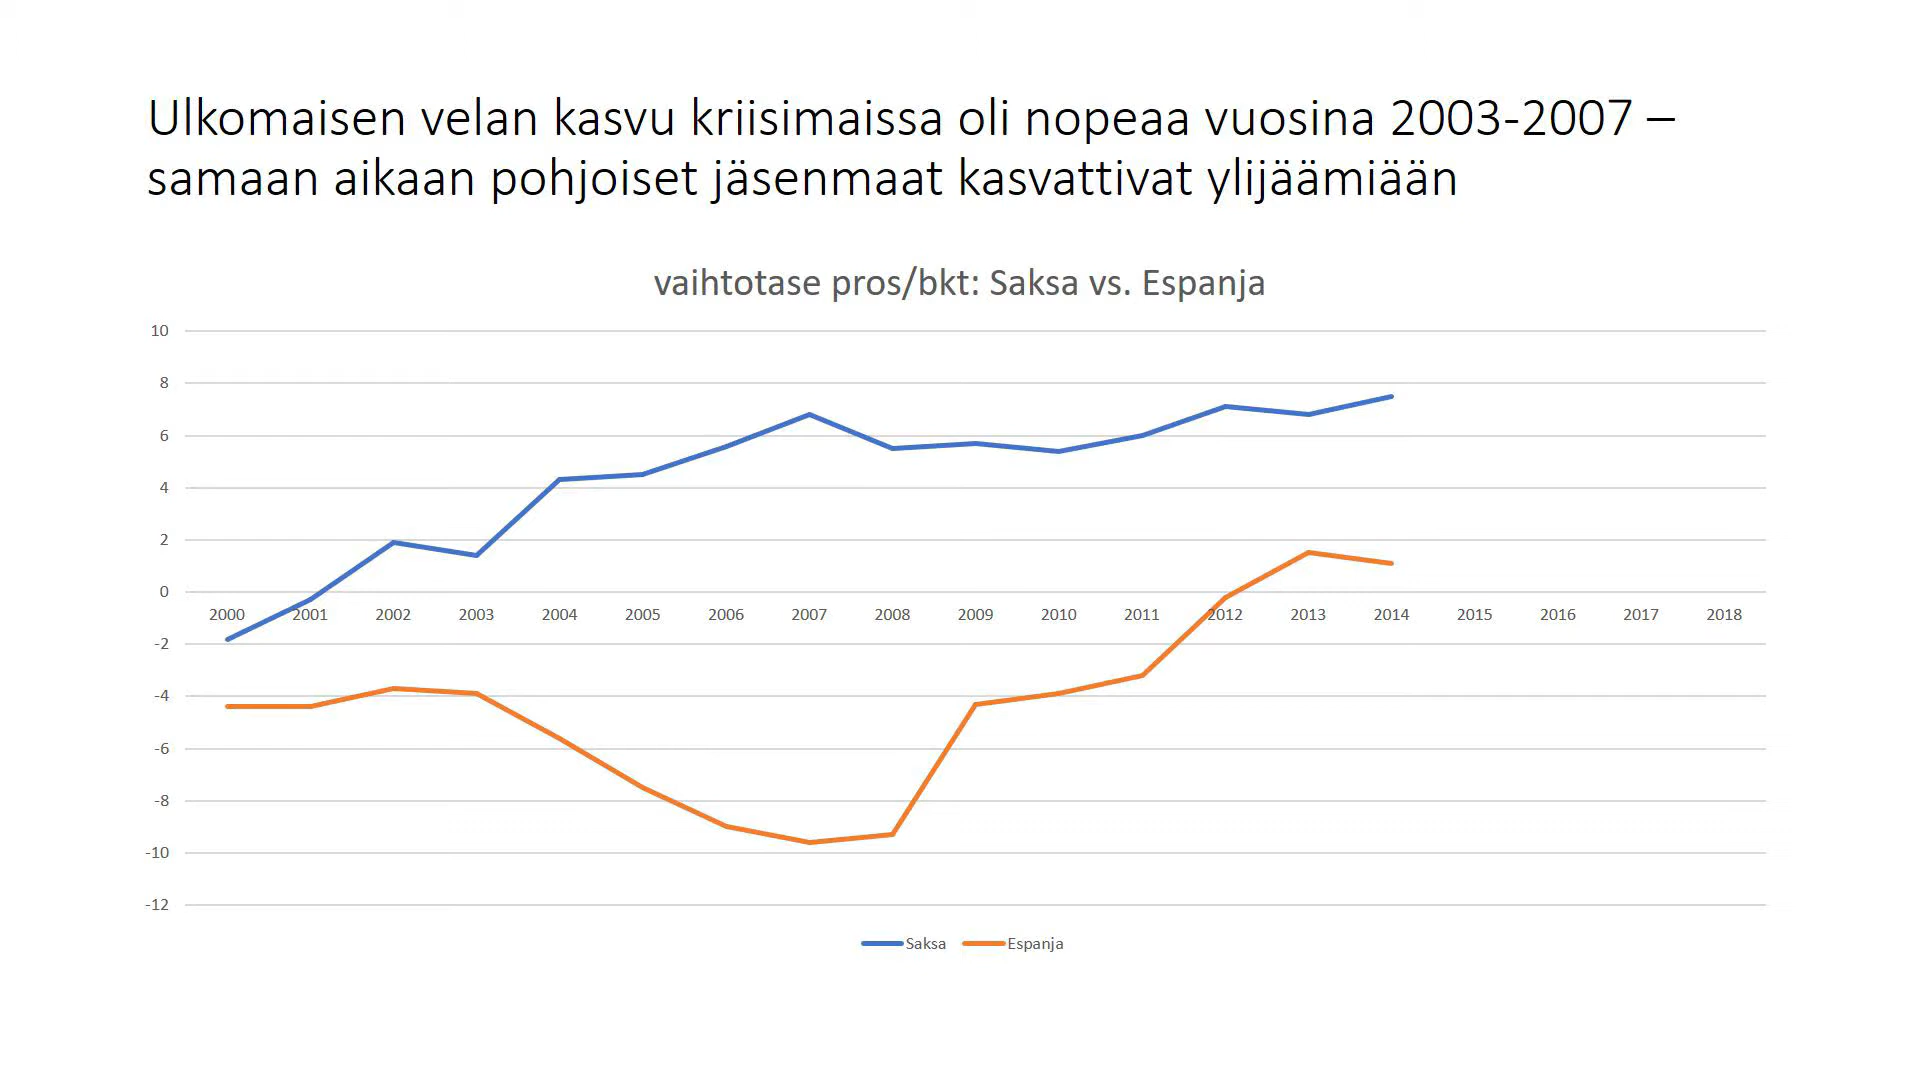 Ulkomaisen velan kasvu kriisimaissa oli nopeaa vuosina 2003-2007 –
samaan aikaan pohjoiset jäsenmaat kasvattivat ylijäämiään
vaihtotase pros/bkt: Saksa vs. Espanja
10
8
6
4
2
0
2000 2001 2002 2003 2004 2005 2006 2007 2008 2009 2010 2011 2012 2013 2014 2015 2016 2017 2018
-2
-4
-6
-8
-10
-12
Saksa Espanja